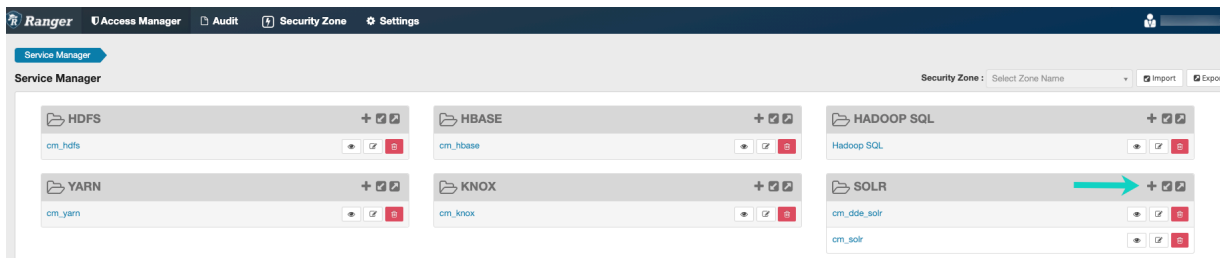 Ranger Access Manager Audit Security Zone Settings
Service Manager
Service Manager Security Zone : Select Zone Name Import Expor
HDFS HBASE HADOOP SQL
cm_hdfs cm_hbase Hadoop SQL
YARN KNOX SOLR
cm_yarn cm_knox cm_dde_solr
cm_solr